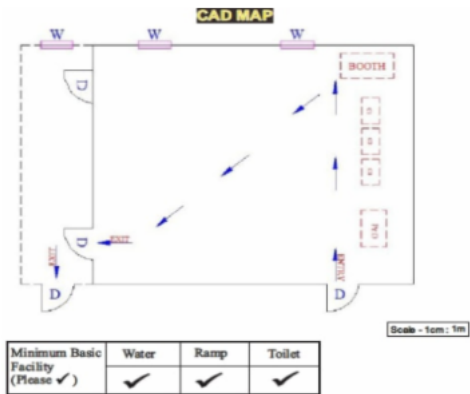 CAD MAP
W W W
BOOTH
D
D
EXIT
EXIT
ENTRY
D
D
Scale - 1cm : 1m
Minimum Basic Facility (Please ✓) Water Ramp Toilet
✓ ✓ ✓